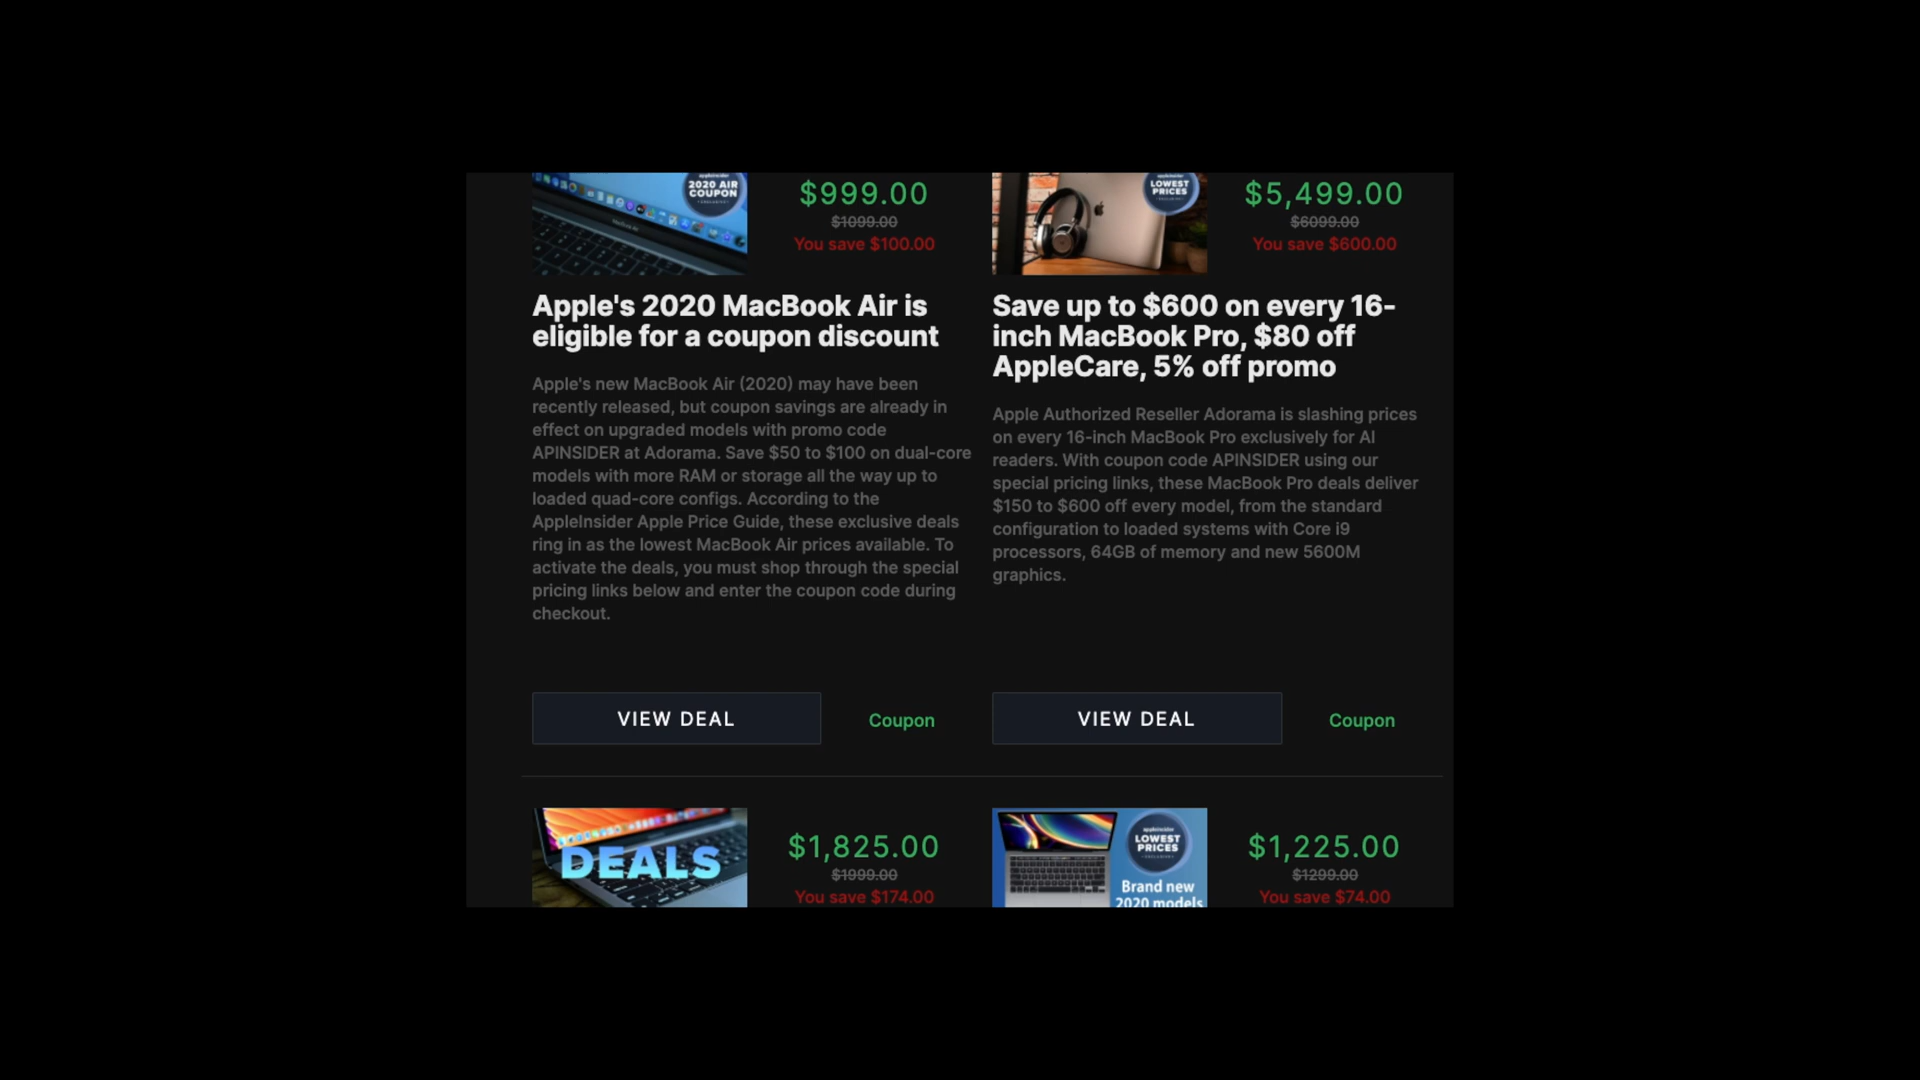 2020 AIR
COUPON
$999.00
$1099.00
You save $100.00
Apple's 2020 MacBook Air is
eligible for a coupon discount
Apple's new MacBook Air (2020) may have been
recently released, but coupon savings are already in
effect on upgraded models with promo code
APINSIDER at Adorama. Save $50 to $100 on dual-core
models with more RAM or storage all the way up to
loaded quad-core configs. According to the
AppleInsider Apple Price Guide, these exclusive deals
ring in as the lowest MacBook Air prices available. To
activate the deals, you must shop through the special
pricing links below and enter the coupon code during
checkout.
VIEW DEAL
Coupon
LOWEST
PRICES
$5,499.00
$6099.00
You save $600.00
Save up to $600 on every 16-
inch MacBook Pro, $80 off
AppleCare, 5% off promo
Apple Authorized Reseller Adorama is slashing prices
on every 16-inch MacBook Pro exclusively for AI
readers. With coupon code APINSIDER using our
special pricing links, these MacBook Pro deals deliver
$150 to $600 off every model, from the standard
configuration to loaded systems with Core i9
processors, 64GB of memory and new 5600M
graphics.
VIEW DEAL
Coupon
DEALS
$1,825.00
$1999.00
You save $174.00
appleinsider
LOWEST
PRICES
Brand new
2020 models
$1,225.00
$1299.00
You save $74.00